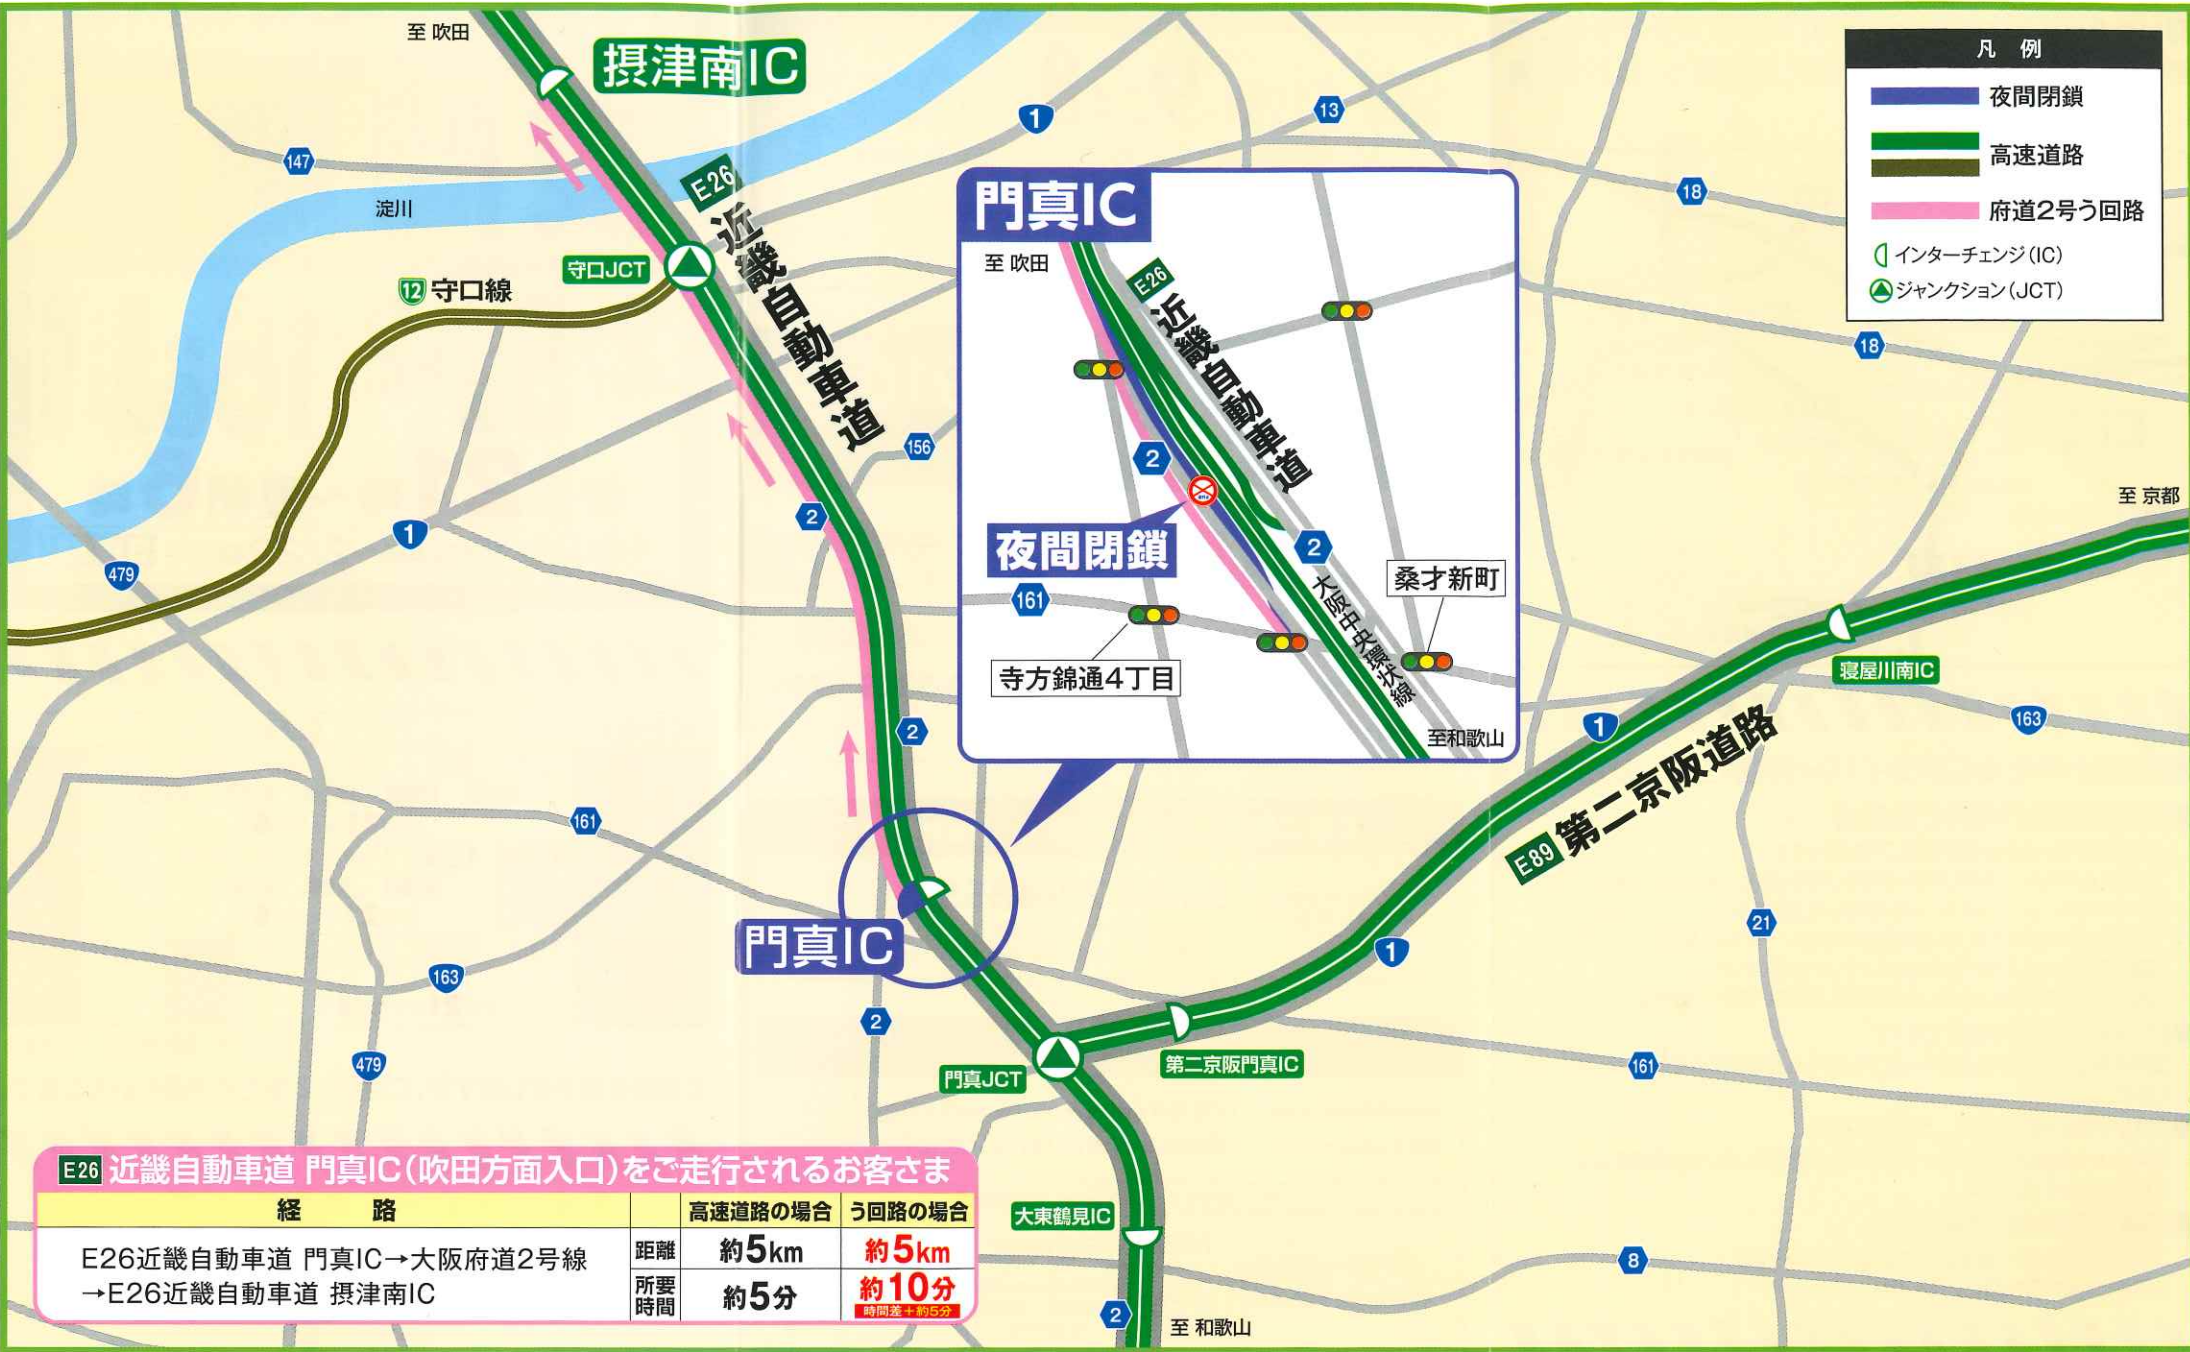 至 吹田
摂津南IC
凡 例
夜間閉鎖
高速道路
府道2号う回路
インターチェンジ(IC)
ジャンクション(JCT)
1
13
147
18
E26
近畿自動車道
淀川
守口JCT
12 守口線
18
156
2
1
479
門真IC
至 吹田
E26
近畿自動車道
2
夜間閉鎖
2
161
桑才新町
大阪中央環状線
寺方錦通4丁目
至和歌山
至 京都
寝屋川南IC
163
1
2
E89 第二京阪道路
161
21
門真IC
1
163
2
479
門真JCT
第二京阪門真IC
161
大東鶴見IC
8
2
至 和歌山
E26 近畿自動車道 門真IC(吹田方面入口)をご走行されるお客さま
経 路
高速道路の場合
う回路の場合
E26近畿自動車道 門真IC→大阪府道2号線
→E26近畿自動車道 摂津南IC
距離
約5km
約5km
所要
時間
約5分
約10分
時間差+約5分